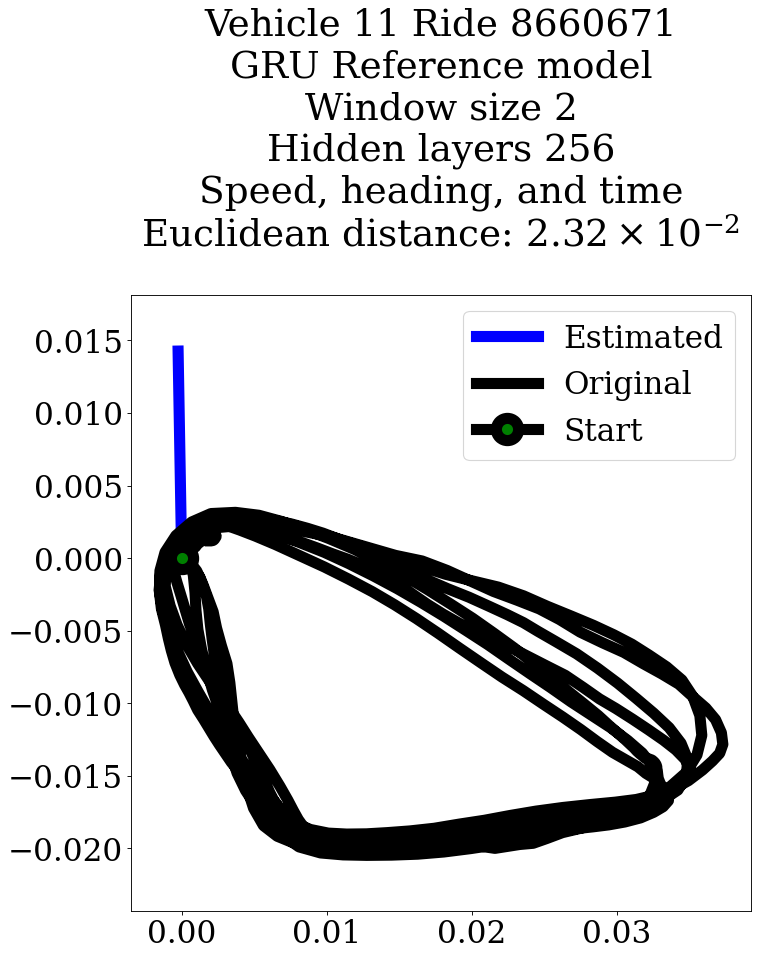 Vehicle 11 Ride 8660671
GRU Reference model
Window size 2
Hidden layers 256
Speed, heading, and time
Euclidean distance: 2.32 × 10⁻²
Estimated
Original
Start
0.015
0.010
0.005
0.000
−0.005
−0.010
−0.015
−0.020
0.00 0.01 0.02 0.03